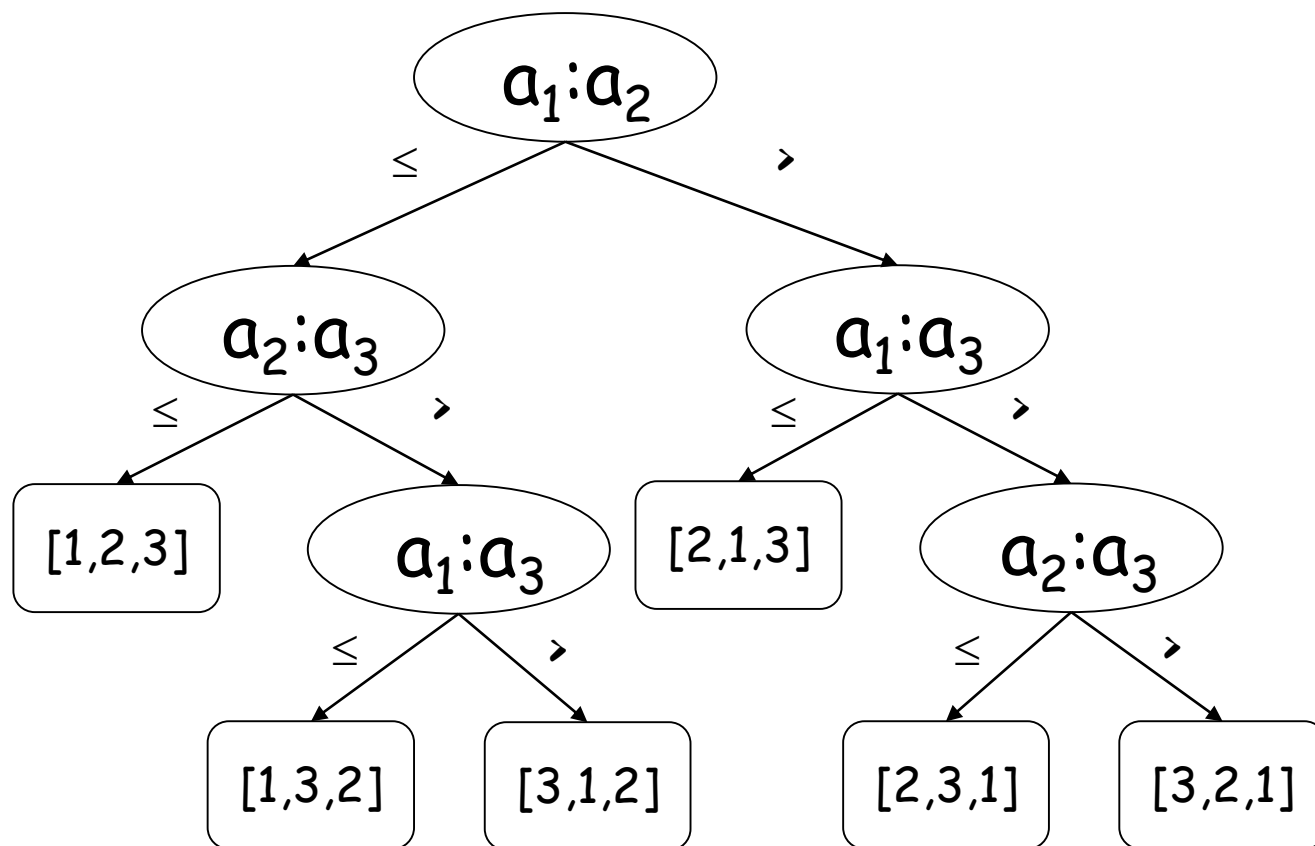 a₁:a₂
≤ >
a₂:a₃ a₁:a₃
≤ > ≤ >
[1,2,3] a₁:a₃ [2,1,3] a₂:a₃
≤ > ≤ >
[1,3,2] [3,1,2] [2,3,1] [3,2,1]